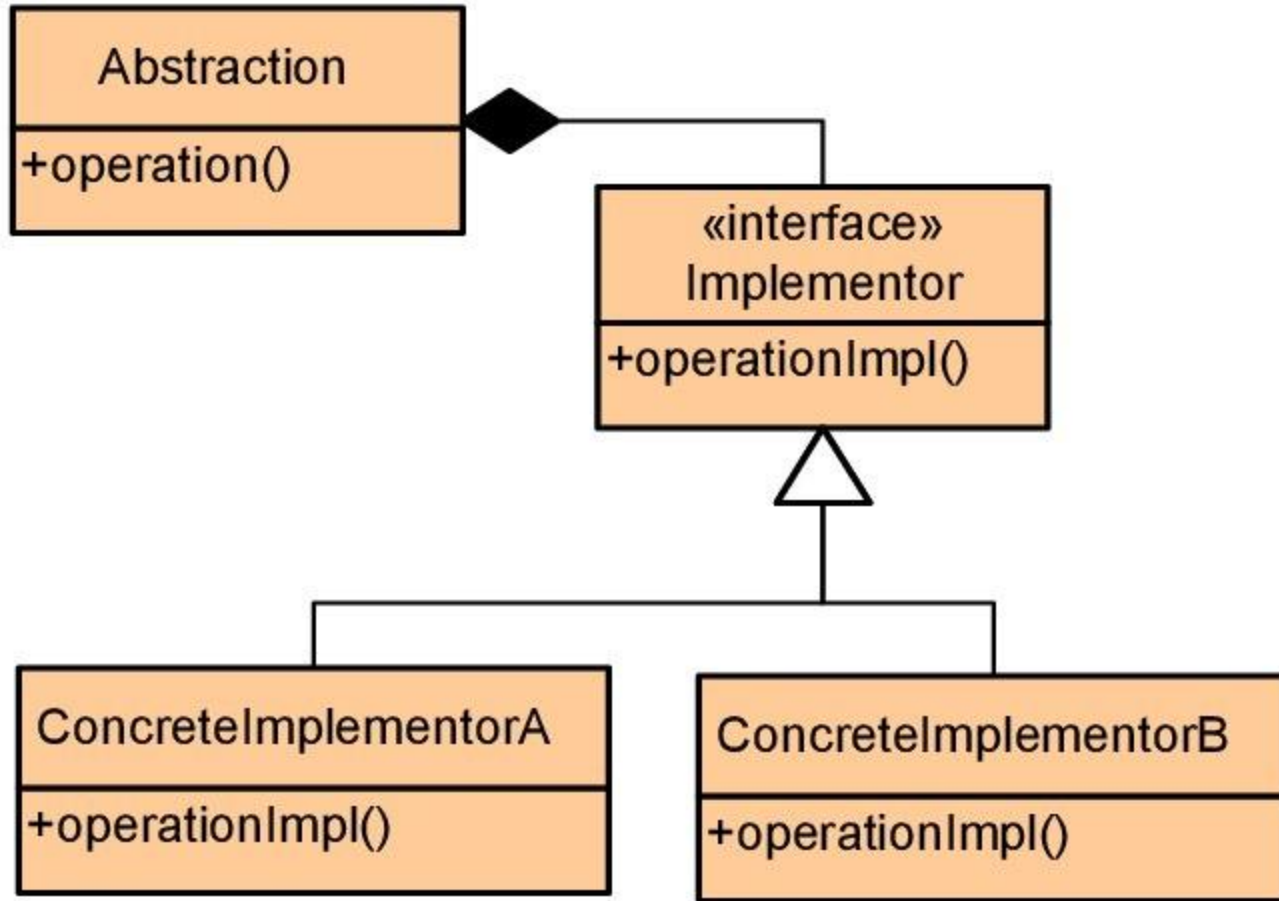 Abstraction
+operation()
«interface»
Implementor
+operationImpl()
ConcreteImplementorA
+operationImpl()
ConcreteImplementorB
+operationImpl()